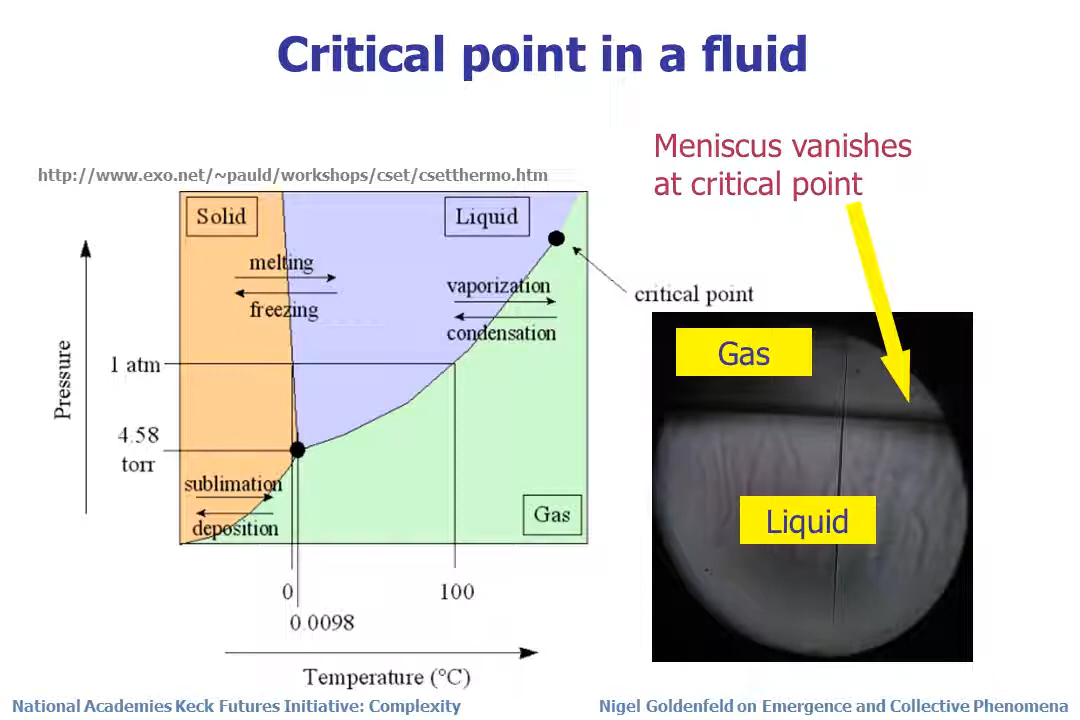 Critical point in a fluid
Meniscus vanishes
at critical point
http://www.exo.net/~pauld/workshops/cset/csetthermo.htm
Solid
Liquid
melting
freezing
vaporization
condensation
critical point
1 atm
Pressure
4.58
torr
sublimation
deposition
Gas
0
100
0.0098
Temperature (°C)
Gas
Liquid
National Academies Keck Futures Initiative: Complexity
Nigel Goldenfeld on Emergence and Collective Phenomena